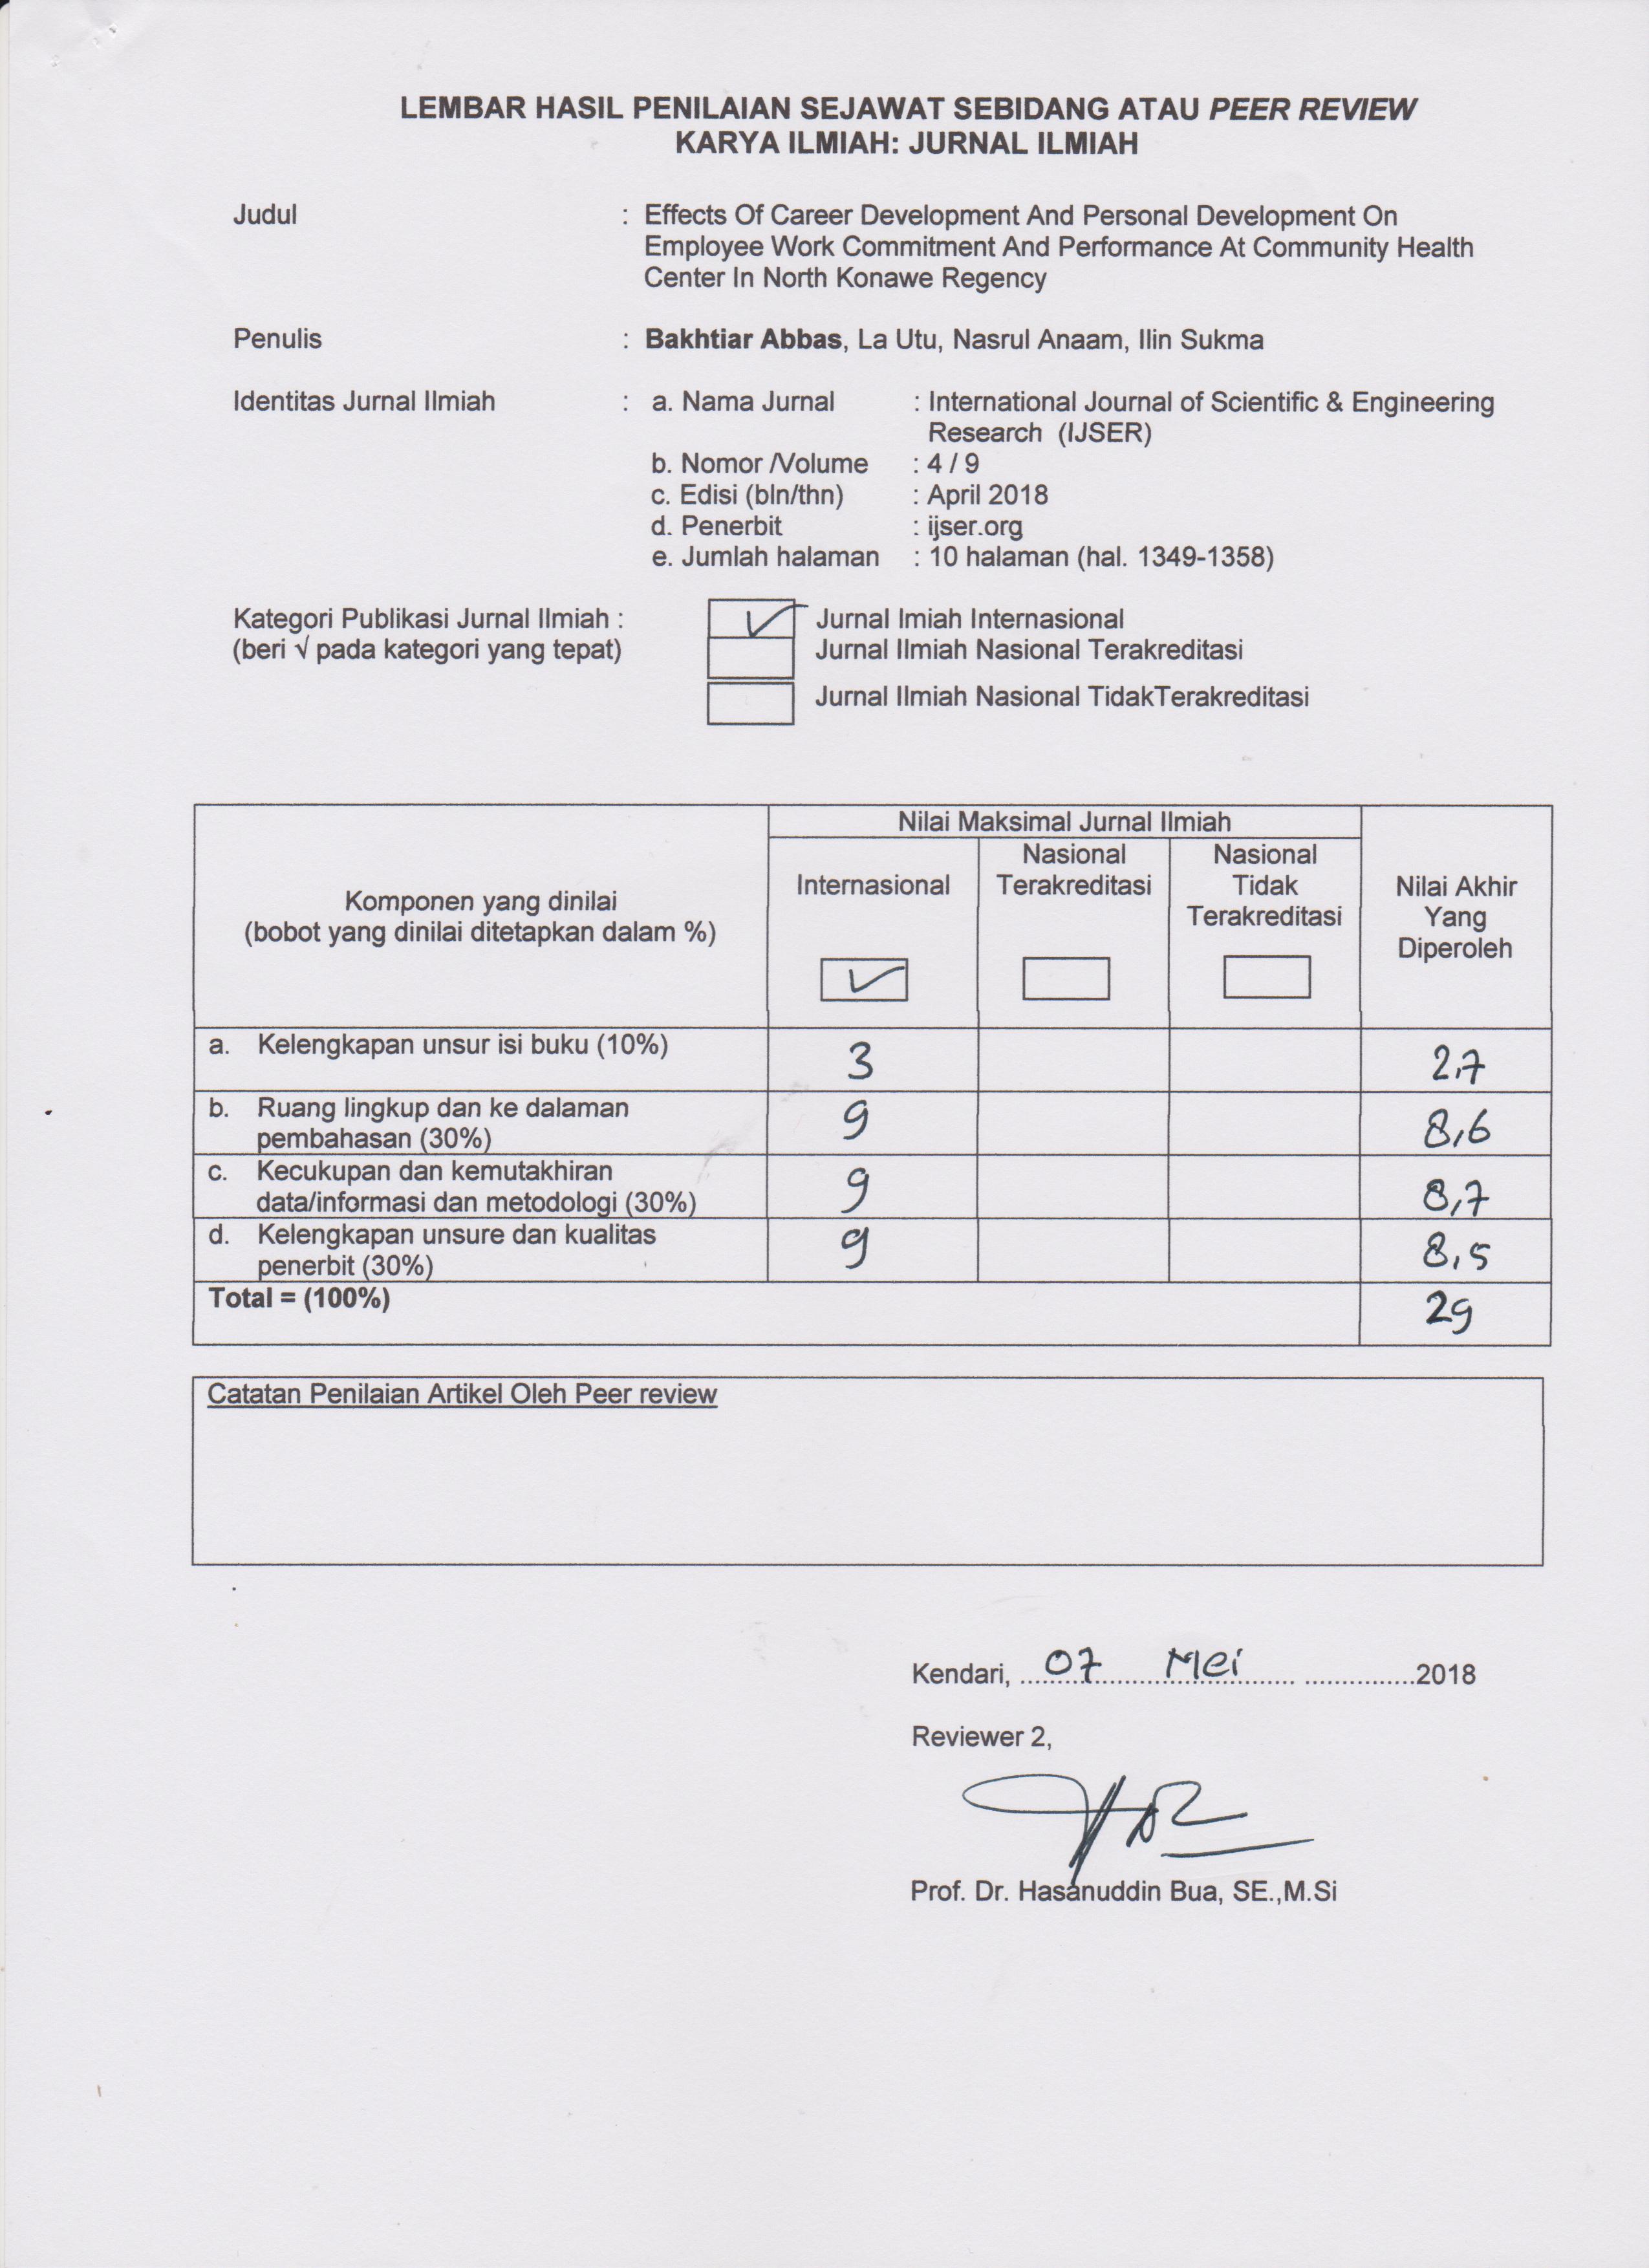 LEMBAR HASIL PENILAIAN SEJAWAT SEBIDANG ATAU PEER REVIEW
KARYA ILMIAH: JURNAL ILMIAH
Judul : Effects Of Career Development And Personal Development On
Employee Work Commitment And Performance At Community Health
Center In North Konawe Regency
Penulis : Bakhtiar Abbas, La Utu, Nasrul Anaam, Ilin Sukma
Identitas Jurnal Ilmiah : a. Nama Jurnal : International Journal of Scientific & Engineering
Research (IJSER)
b. Nomor /Volume : 4 / 9
c. Edisi (bln/thn) : April 2018
d. Penerbit : ijser.org
e. Jumlah halaman : 10 halaman (hal. 1349-1358)
Kategori Publikasi Jurnal Ilmiah : ✓ Jurnal Imiah Internasional
(beri √ pada kategori yang tepat) Jurnal Ilmiah Nasional Terakreditasi
Jurnal Ilmiah Nasional TidakTerakreditasi
Komponen yang dinilai
(bobot yang dinilai ditetapkan dalam %)
Nilai Maksimal Jurnal Ilmiah
Internasional
✓
Nasional
Terakreditasi
Nasional
Tidak
Terakreditasi
Nilai Akhir
Yang
Diperoleh
a. Kelengkapan unsur isi buku (10%) 3 2,7
b. Ruang lingkup dan ke dalaman
pembahasan (30%) 9 8,6
c. Kecukupan dan kemutakhiran
data/informasi dan metodologi (30%) 9 8,7
d. Kelengkapan unsure dan kualitas
penerbit (30%) 9 8,5
Total = (100%) 29
Catatan Penilaian Artikel Oleh Peer review
Kendari, 07 Mei 2018
Reviewer 2,
Prof. Dr. Hasanuddin Bua, SE.,M.Si